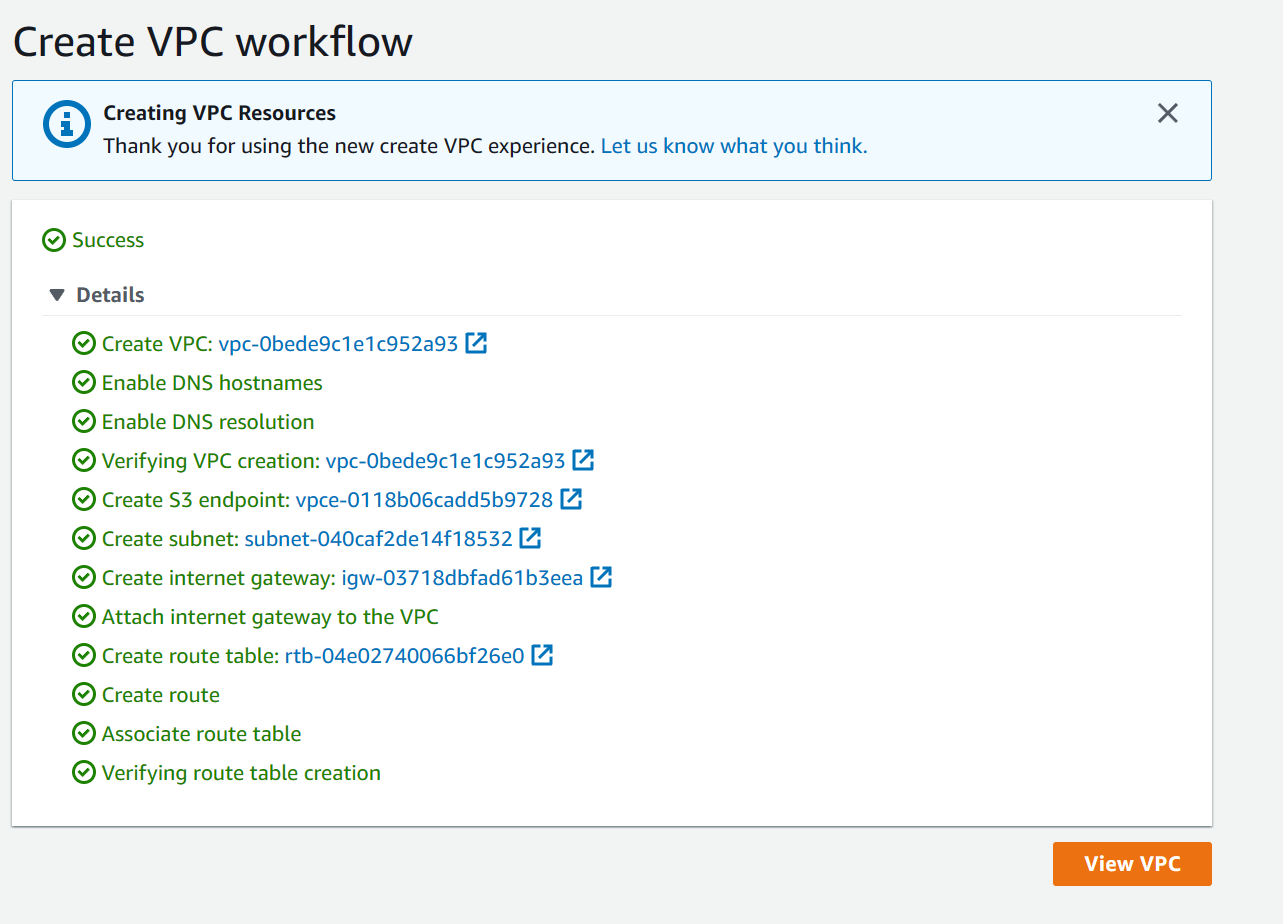 Create VPC workflow
Creating VPC Resources
Thank you for using the new create VPC experience. Let us know what you think.
Success
Details
Create VPC: vpc-0bede9c1e1c952a93
Enable DNS hostnames
Enable DNS resolution
Verifying VPC creation: vpc-0bede9c1e1c952a93
Create S3 endpoint: vpce-0118b06cadd5b9728
Create subnet: subnet-040caf2de14f18532
Create internet gateway: igw-03718dbfad61b3eea
Attach internet gateway to the VPC
Create route table: rtb-04e02740066bf26e0
Create route
Associate route table
Verifying route table creation
View VPC